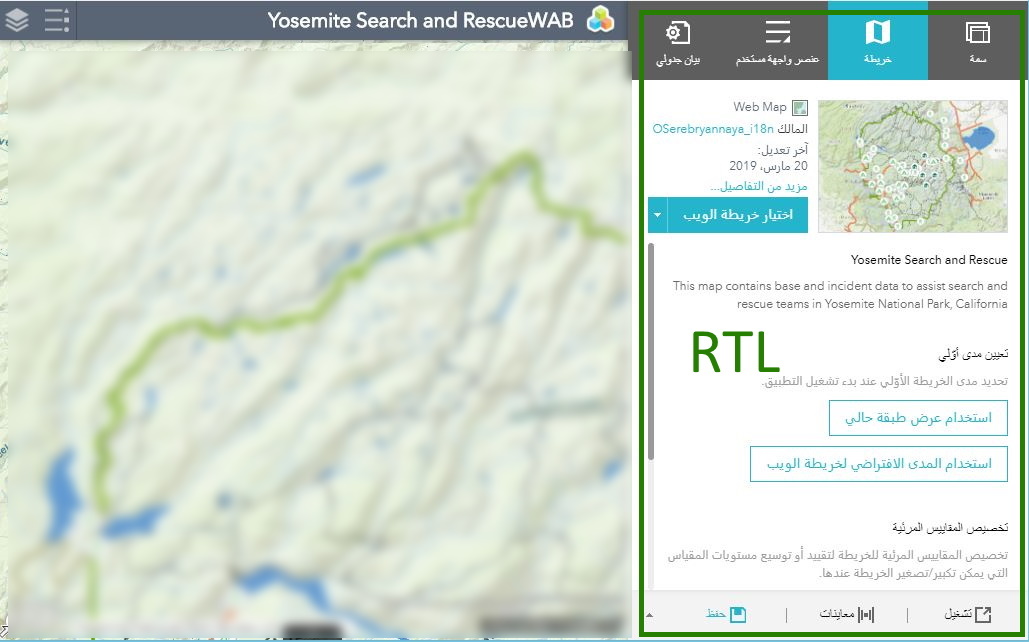 Yosemite Search and RescueWAB
سمة
خريطة
عنصر واجهة مستخدم
بيان جدولي
Web Map
المالك OSerebryannaya_i18n
آخر تعديل:
20 مارس، 2019
مزيد من التفاصيل...
اختيار خريطة الويب
Yosemite Search and Rescue
This map contains base and incident data to assist search and
rescue teams in Yosemite National Park, California
RTL
تعيين مدى أوّلي
تحديد مدى الخريطة الأوّلي عند بدء تشغيل التطبيق.
استخدام عرض طبقة حالي
استخدام المدى الافتراضي لخريطة الويب
تخصيص المقاييس المرئية
تخصيص المقاييس المرئية للخريطة لتقييد أو توسيع مستويات المقياس
التي يمكن تكبير/تصغير الخريطة عندها.
تشغيل
معاينات
حفظ